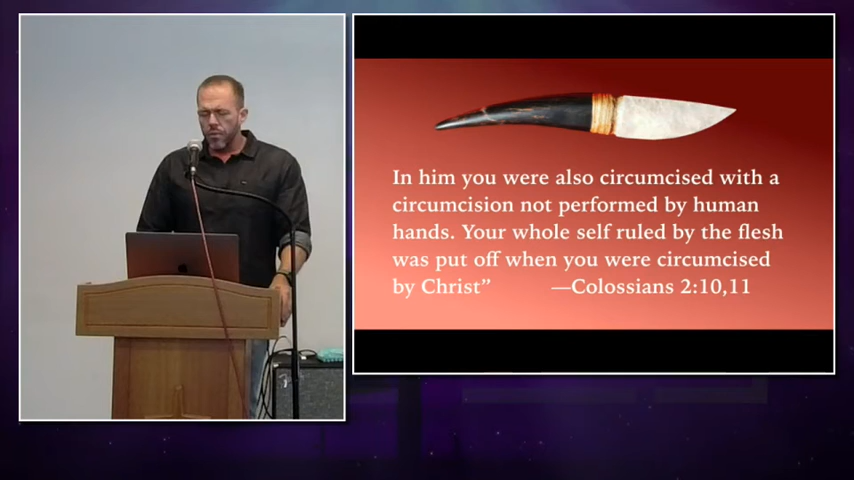 In him you were also circumcised with a
circumcision not performed by human
hands. Your whole self ruled by the flesh
was put off when you were circumcised
by Christ” —Colossians 2:10,11